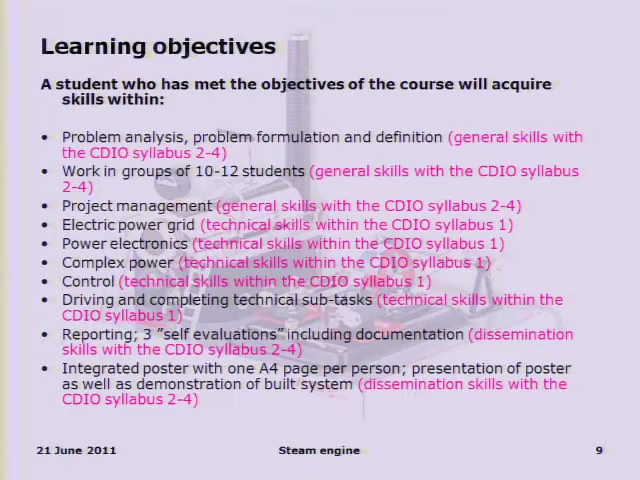 Learning objectives
A student who has met the objectives of the course will acquire
skills within:
• Problem analysis, problem formulation and definition (general skills with
the CDIO syllabus 2-4)
• Work in groups of 10-12 students (general skills with the CDIO syllabus
2-4)
• Project management (general skills with the CDIO syllabus 2-4)
• Electric power grid (technical skills within the CDIO syllabus 1)
• Power electronics (technical skills within the CDIO syllabus 1)
• Complex power (technical skills within the CDIO syllabus 1)
• Control (technical skills within the CDIO syllabus 1)
• Driving and completing technical sub-tasks (technical skills within the
CDIO syllabus 1)
• Reporting; 3 ”self evaluations” including documentation (dissemination
skills with the CDIO syllabus 2-4)
• Integrated poster with one A4 page per person; presentation of poster
as well as demonstration of built system (dissemination skills with the
CDIO syllabus 2-4)
21 June 2011 Steam engine 9